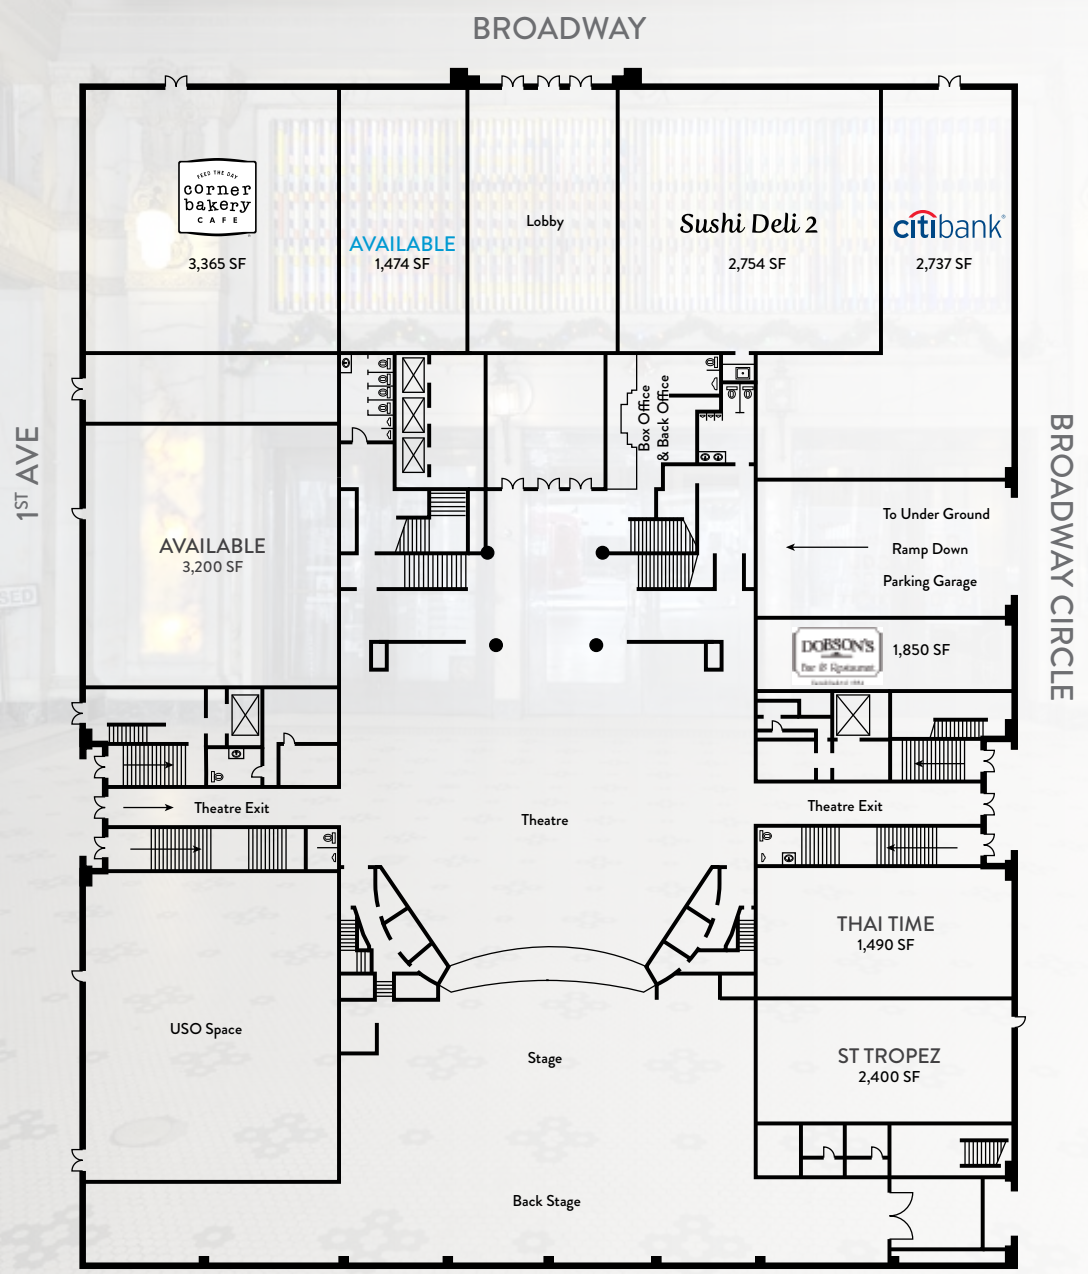 BROADWAY
FEED THE DAY
corner
bakery
CAFE
3,365 SF
AVAILABLE
1,474 SF
Lobby
Sushi Deli 2
2,754 SF
citibank®
2,737 SF
Box Office
& Back Office
1ST AVE
BROADWAY CIRCLE
AVAILABLE
3,200 SF
To Under Ground
Ramp Down
Parking Garage
DOBSON'S
Bar & Restaurant
1,850 SF
Theatre Exit
Theatre
Theatre Exit
THAI TIME
1,490 SF
USO Space
Stage
ST TROPEZ
2,400 SF
Back Stage